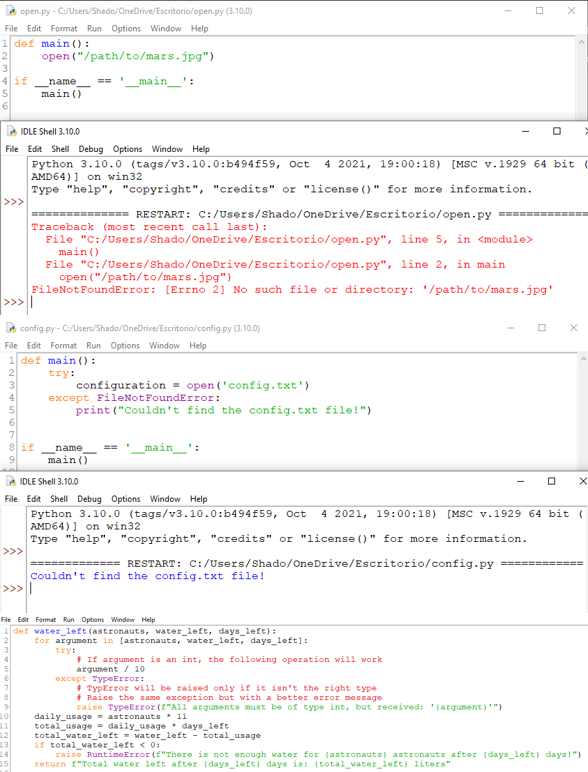 open.py - C:/Users/Shado/OneDrive/Escritorio/open.py (3.10.0)
File Edit Format Run Options Window Help
1 def main():
2     open("/path/to/mars.jpg")
3
4 if __name__ == '__main__':
5     main()
6
IDLE Shell 3.10.0
File Edit Shell Debug Options Window Help
Python 3.10.0 (tags/v3.10.0:b494f59, Oct  4 2021, 19:00:18) [MSC v.1929 64 bit (
AMD64)] on win32
Type "help", "copyright", "credits" or "license()" for more information.
>>>
============== RESTART: C:/Users/Shado/OneDrive/Escritorio/open.py =============
Traceback (most recent call last):
  File "C:/Users/Shado/OneDrive/Escritorio/open.py", line 5, in <module>
    main()
  File "C:/Users/Shado/OneDrive/Escritorio/open.py", line 2, in main
    open("/path/to/mars.jpg")
FileNotFoundError: [Errno 2] No such file or directory: '/path/to/mars.jpg'
>>>
config.py - C:/Users/Shado/OneDrive/Escritorio/config.py (3.10.0)
File Edit Format Run Options Window Help
1 def main():
2     try:
3         configuration = open('config.txt')
4     except FileNotFoundError:
5         print("Couldn't find the config.txt file!")
6
7
8 if __name__ == '__main__':
9     main()
IDLE Shell 3.10.0
File Edit Shell Debug Options Window Help
Python 3.10.0 (tags/v3.10.0:b494f59, Oct  4 2021, 19:00:18) [MSC v.1929 64 bit (
AMD64)] on win32
Type "help", "copyright", "credits" or "license()" for more information.
>>>
============= RESTART: C:/Users/Shado/OneDrive/Escritorio/config.py ============
Couldn't find the config.txt file!
>>>
File Edit Format Run Options Window Help
1 def water_left(astronauts, water_left, days_left):
2     for argument in [astronauts, water_left, days_left]:
3         try:
4             # If argument is an int, the following operation will work
5             argument / 10
6         except TypeError:
7             # TypError will be raised only if it isn't the right type
8             # Raise the same exception but with a better error message
9             raise TypeError(f"All arguments must be of type int, but received: '{argument}'")
10     daily_usage = astronauts * 11
11     total_usage = daily_usage * days_left
12     total_water_left = water_left - total_usage
13     if total_water_left < 0:
14         raise RuntimeError(f"There is not enough water for {astronauts} astronauts after {days_left} days!")
15     return f"Total water left after {days_left} days is: {total_water_left} liters"